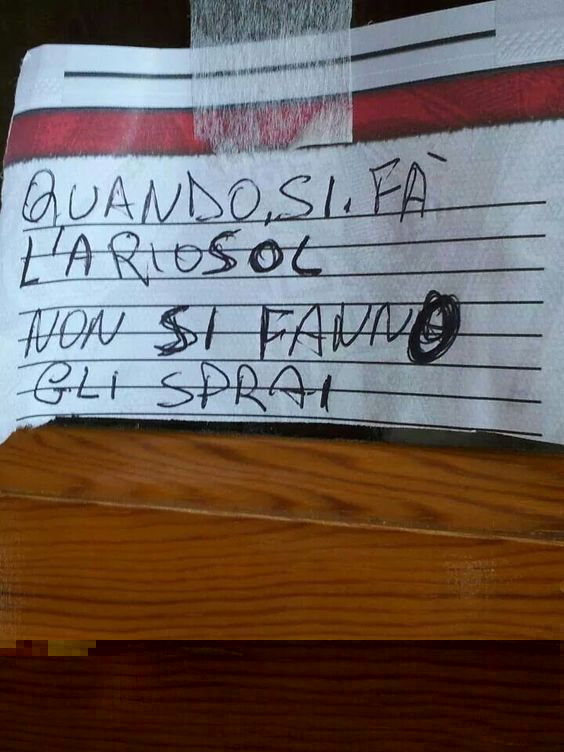 QUANDO, SI. FÀ
L'ARIOSOL
NON SI FANNO
GLI SPRAI